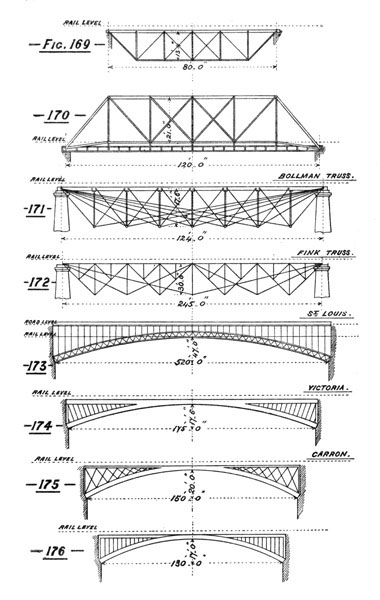 RAIL LEVEL
FIG. 169
13.0"
80.0"
170
21.0"
RAIL LEVEL
120.0"
BOLLMAN TRUSS.
RAIL LEVEL
171
17.6"
124.0"
FINK TRUSS.
RAIL LEVEL
172
30.0"
245.0"
ST LOUIS.
ROAD LEVEL
RAIL LEVEL
173
47.0"
520.0"
VICTORIA.
RAIL LEVEL
174
17.6"
175.0"
CARRON.
RAIL LEVEL
175
20.0"
150.0"
RAIL LEVEL
176
17.0"
130.0"